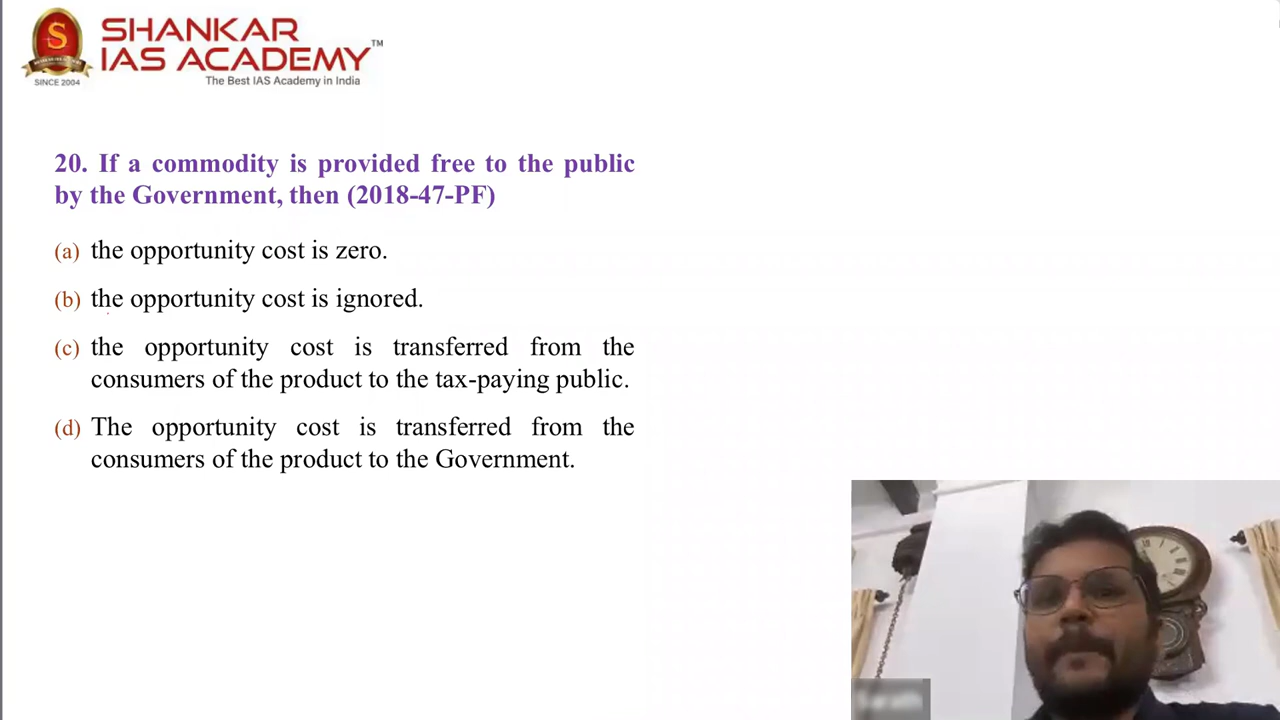 SHANKAR
IAS ACADEMY™
The Best IAS Academy in India
SINCE 2004
20. If a commodity is provided free to the public
by the Government, then (2018-47-PF)
(a) the opportunity cost is zero.
(b) the opportunity cost is ignored.
(c) the opportunity cost is transferred from the
consumers of the product to the tax-paying public.
(d) The opportunity cost is transferred from the
consumers of the product to the Government.